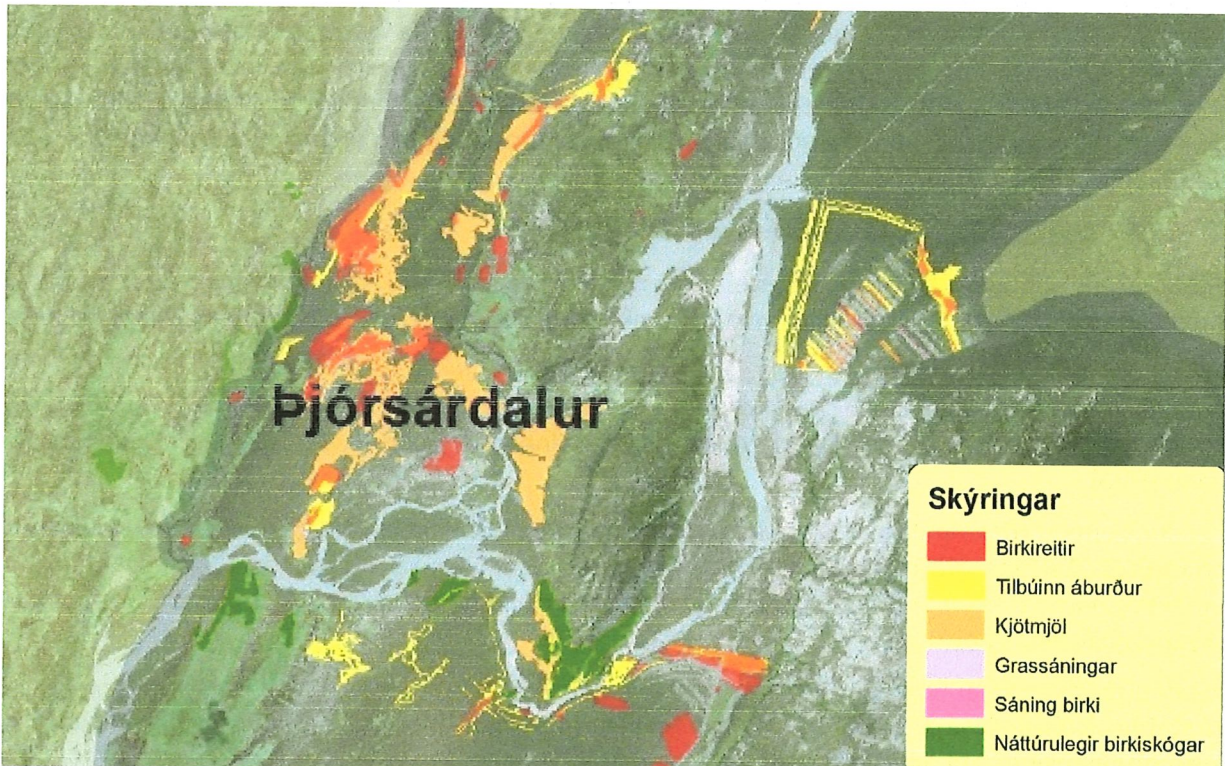 Þjórsárdalur
Skýringar
Birkireitir
Tilbúinn áburður
Kjötmjöl
Grassáningar
Sáning birki
Náttúrulegir birkiskógar